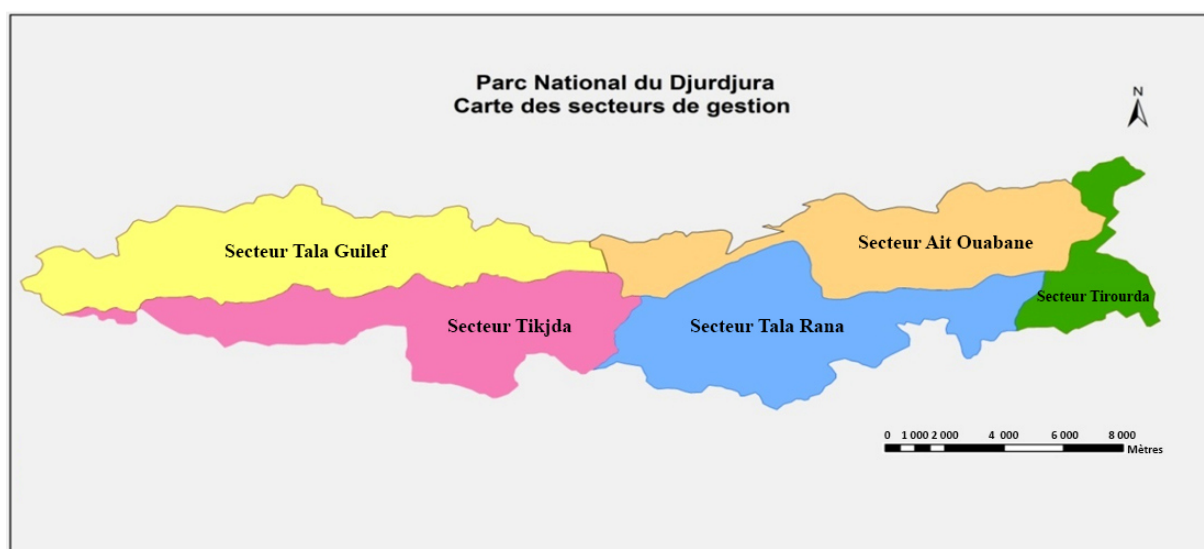 Parc National du Djurdjura
Carte des secteurs de gestion
N
Secteur Tala Guilef
Secteur Ait Ouabane
Secteur Tikjda
Secteur Tala Rana
Secteur Tirourda
0 1 000 2 000 4 000 6 000 8 000
Mètres